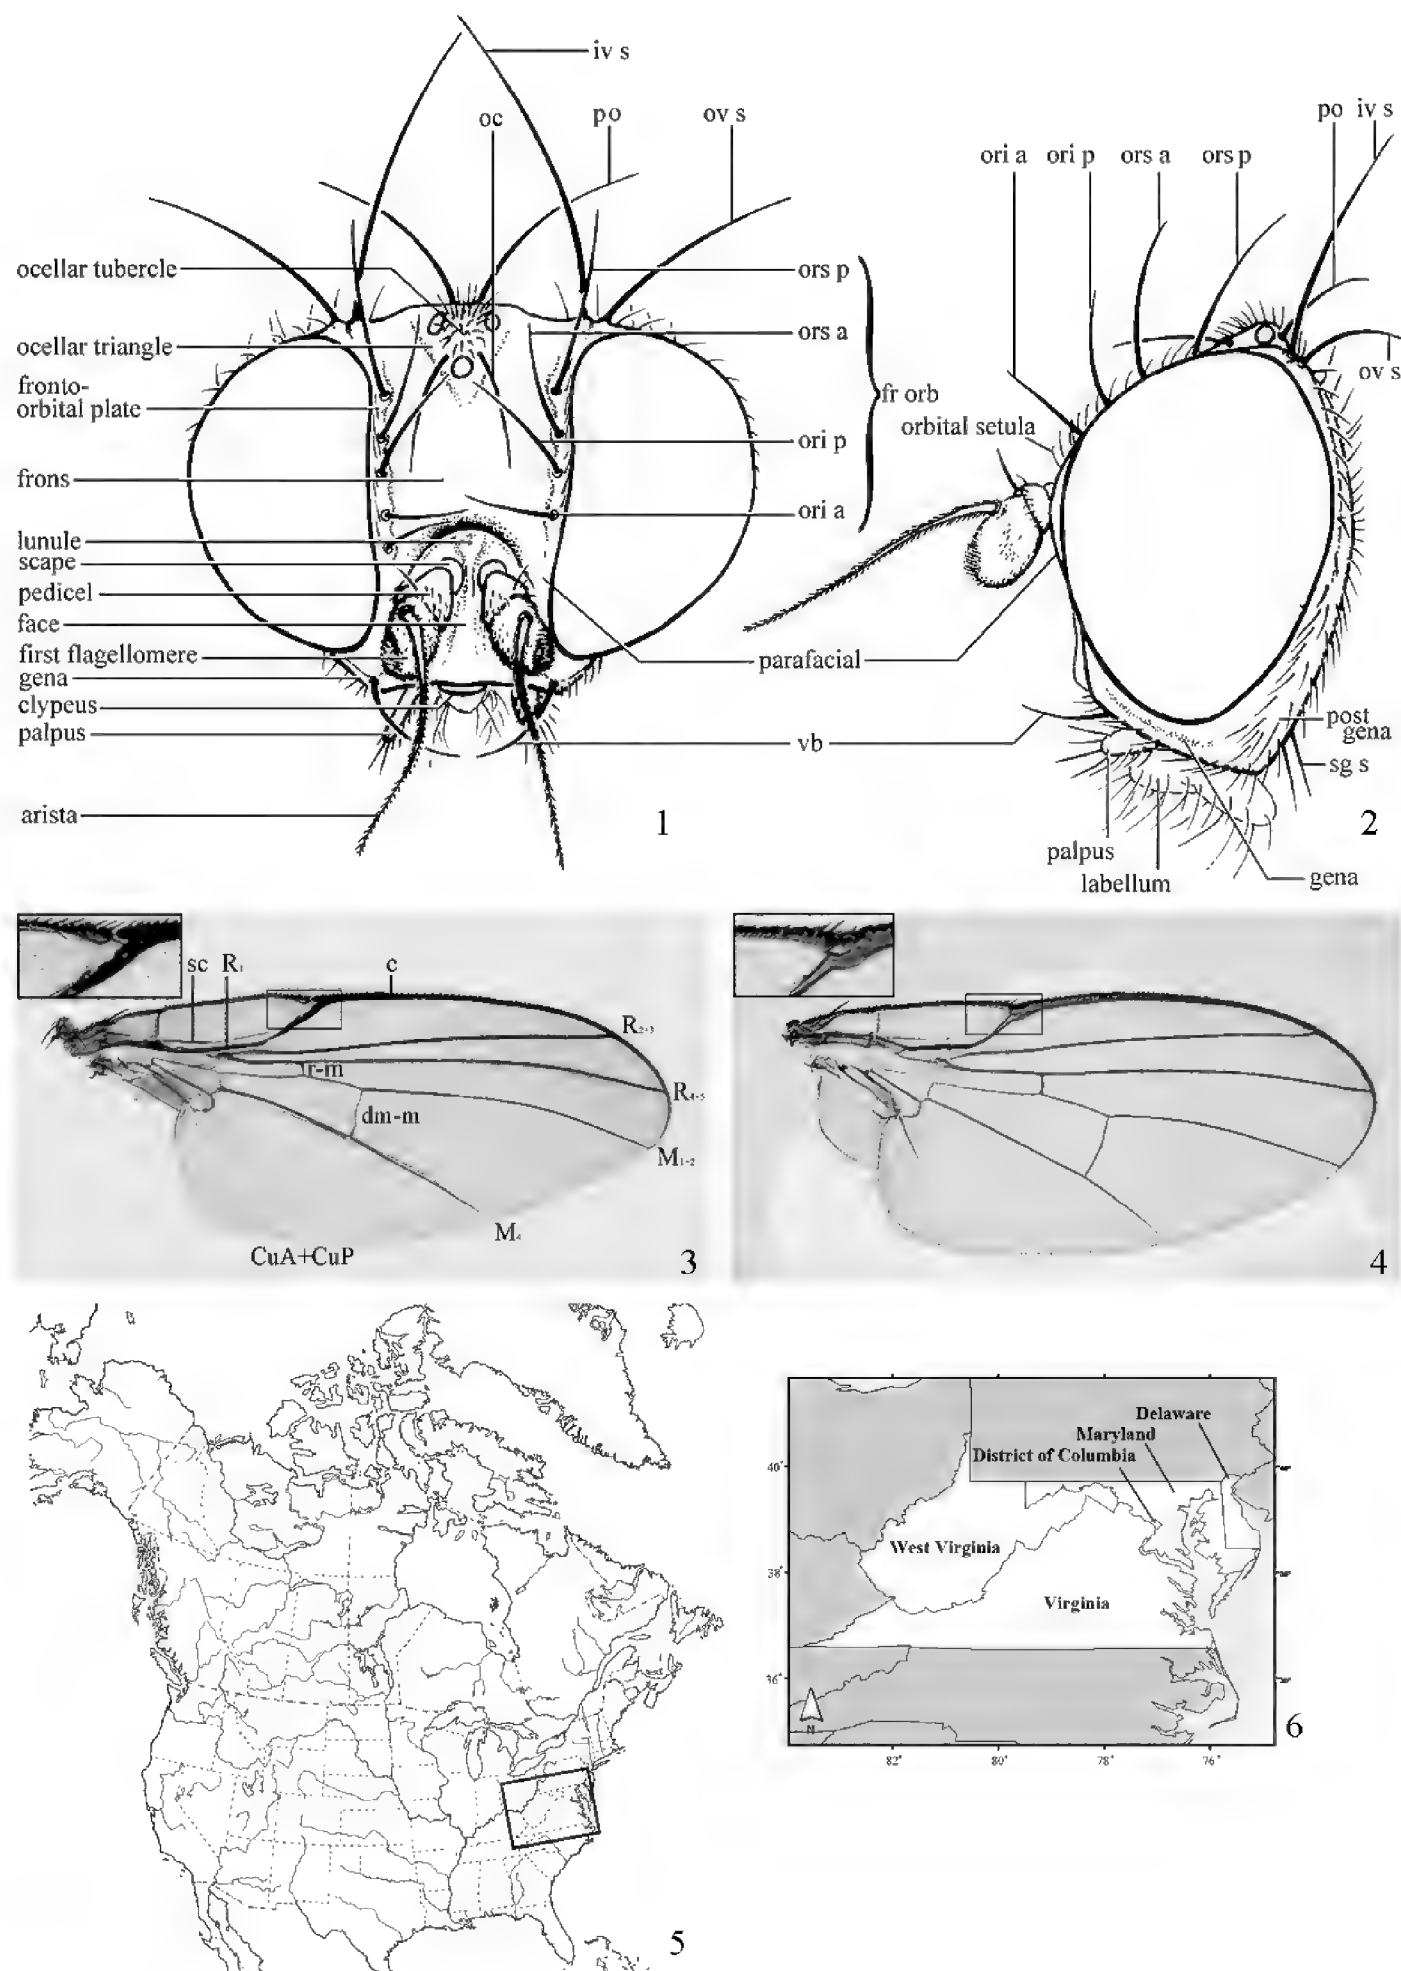 iv s
oc
po
ov s
po iv s
ori a ori p ors a ors p
ocellar tubercle
ors p
ocellar triangle
ors a
fronto-
orbital plate
fr orb
ov s
orbital setula
ori p
frons
ori a
lunule
scape
pedicel
face
first flagellomere
parafacial
gena
clypeus
palpus
vb
post
gena
sg s
arista
1
2
palpus
labellum
gena
sc R₁ c
R₂₋₃
r-m
R₄₋₅
dm-m
M₁₋₂
M₄
CuA+CuP
3
4
Delaware
Maryland
District of Columbia
40°
West Virginia
38°
Virginia
36°
N
6
82° 80° 78° 76°
5